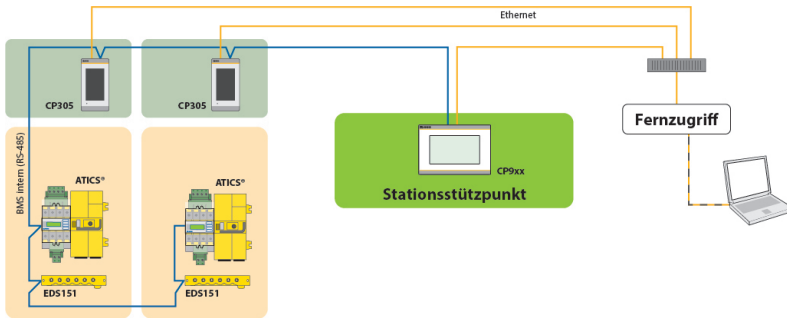 Ethernet
CP305
CP305
CP9xx
Stationsstützpunkt
Fernzugriff
BMS intern (RS-485)
ATICS®
ATICS®
EDS151
EDS151